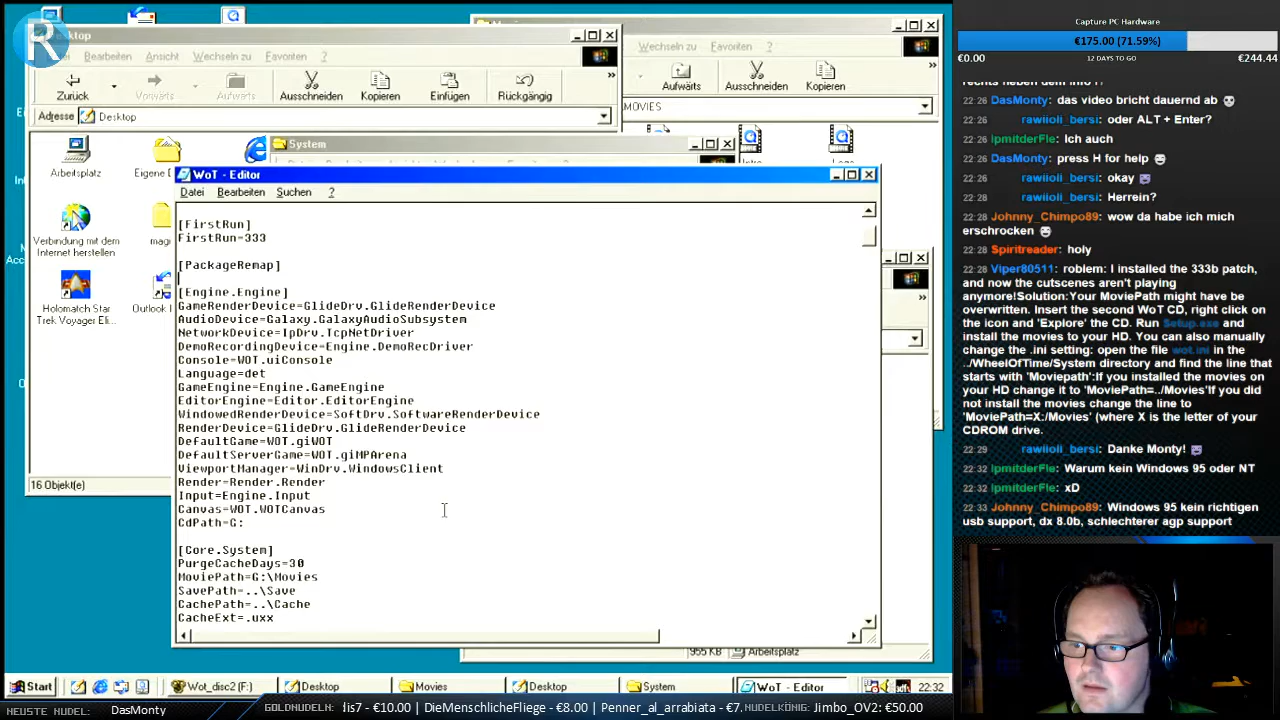 Desktop
Bearbeiten Ansicht Wechseln zu Favoriten ?
Zurück Vorwärts Aufwärts Ausschneiden Kopieren Einfügen Rückgängig
Adresse Desktop
Wechseln zu Favoriten ?
Aufwärts Ausschneiden Kopieren
MOVIES
Arbeitsplatz
Eigene D
Verbindung mit dem
Internet herstellen
Holomatch Star
Trek Voyager Eli...
Outlook
16 Objekt(e)
System
WoT - Editor
Datei Bearbeiten Suchen ?
[FirstRun]
FirstRun=333
[PackageRemap]
[Engine.Engine]
GameRenderDevice=GlideDrv.GlideRenderDevice
AudioDevice=Galaxy.GalaxyAudioSubsystem
NetworkDevice=IpDrv.TcpNetDriver
DemoRecordingDevice=Engine.DemoRecDriver
Console=WOT.uiConsole
Language=det
GameEngine=Engine.GameEngine
EditorEngine=Editor.EditorEngine
WindowedRenderDevice=SoftDrv.SoftwareRenderDevice
RenderDevice=GlideDrv.GlideRenderDevice
DefaultGame=WOT.giWOT
DefaultServerGame=WOT.giMPArena
ViewportManager=WinDrv.WindowsClient
Render=Render.Render
Input=Engine.Input
Canvas=WOT.WOTCanvas
CdPath=G:
[Core.System]
PurgeCacheDays=30
MoviePath=G:\Movies
SavePath=..\Save
CachePath=..\Cache
CacheExt=.uxx
955 KB Arbeitsplatz
Start Wot_disc2 (F:) Desktop Movies Desktop System WoT - Editor 22:32
Capture PC Hardware
€175.00 (71.59%)
€0.00 12 DAYS TO GO €244.44
22:26 DasMonty: das video bricht dauernd ab
22:26 rawiioli_bersi: oder ALT + Enter?
22:26 IpmitderFle: Ich auch
22:26 DasMonty: press H for help
22:26 rawiioli_bersi: okay
22:28 rawiioli_bersi: Herrein?
22:28 Johnny_Chimpo89: wow da habe ich mich
erschrocken
22:28 Spiritreader: holy
22:28 Viper80511: roblem: I installed the 333b patch,
and now the cutscenes aren't playing
anymore!Solution:Your MoviePath might have been
overwritten. Insert the second WoT CD, right click on
the icon and 'Explore' the CD. Run Setup.exe and
install the movies to your HD. You can also manually
change the .ini setting: open the file wot.ini in the
../WheelOfTime/System directory and find the line that
starts with 'Moviepath':If you installed the movies on
your HD change it to 'MoviePath=../Movies'If you did
not install the movies change the line to
'MoviePath=X:/Movies' (where X is the letter of your
CDROM drive.
22:29 rawiioli_bersi: Danke Monty!
22:32 IpmitderFle: Warum kein Windows 95 oder NT
22:32 IpmitderFle: xD
22:33 Johnny_Chimpo89: Windows 95 kein richtigen
usb support, dx 8.0b, schlechterer agp support
NEUSTE NUDEL: DasMonty GOLDNUDELN: lis7 - €10.00 | DieMenschlicheFliege - €8.00 | Penner_al_arrabiata - €7. NUDELKÖNIG: Jimbo_OV2: €50.00